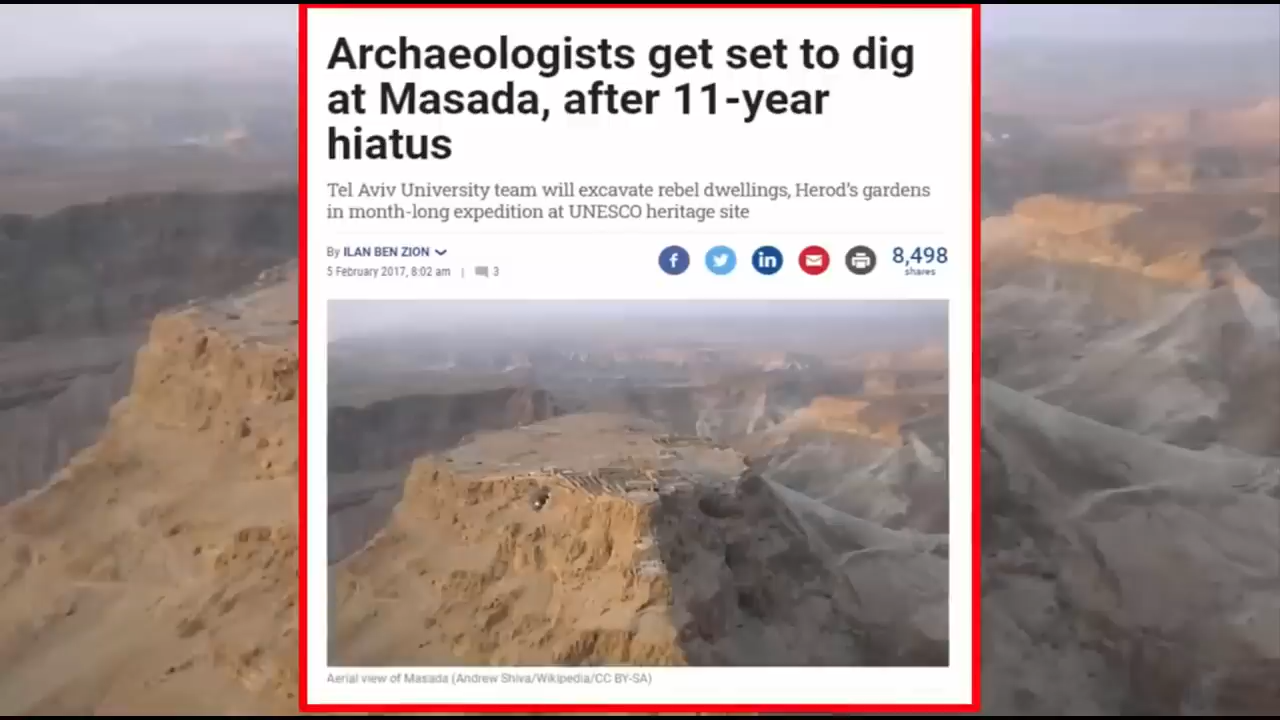 Archaeologists get set to dig
at Masada, after 11-year
hiatus
Tel Aviv University team will excavate rebel dwellings, Herod's gardens
in month-long expedition at UNESCO heritage site
By ILAN BEN ZION
5 February 2017, 8:02 am | 3
f in 8,498
shares
Aerial view of Masada (Andrew Shiva/Wikipedia/CC BY-SA)